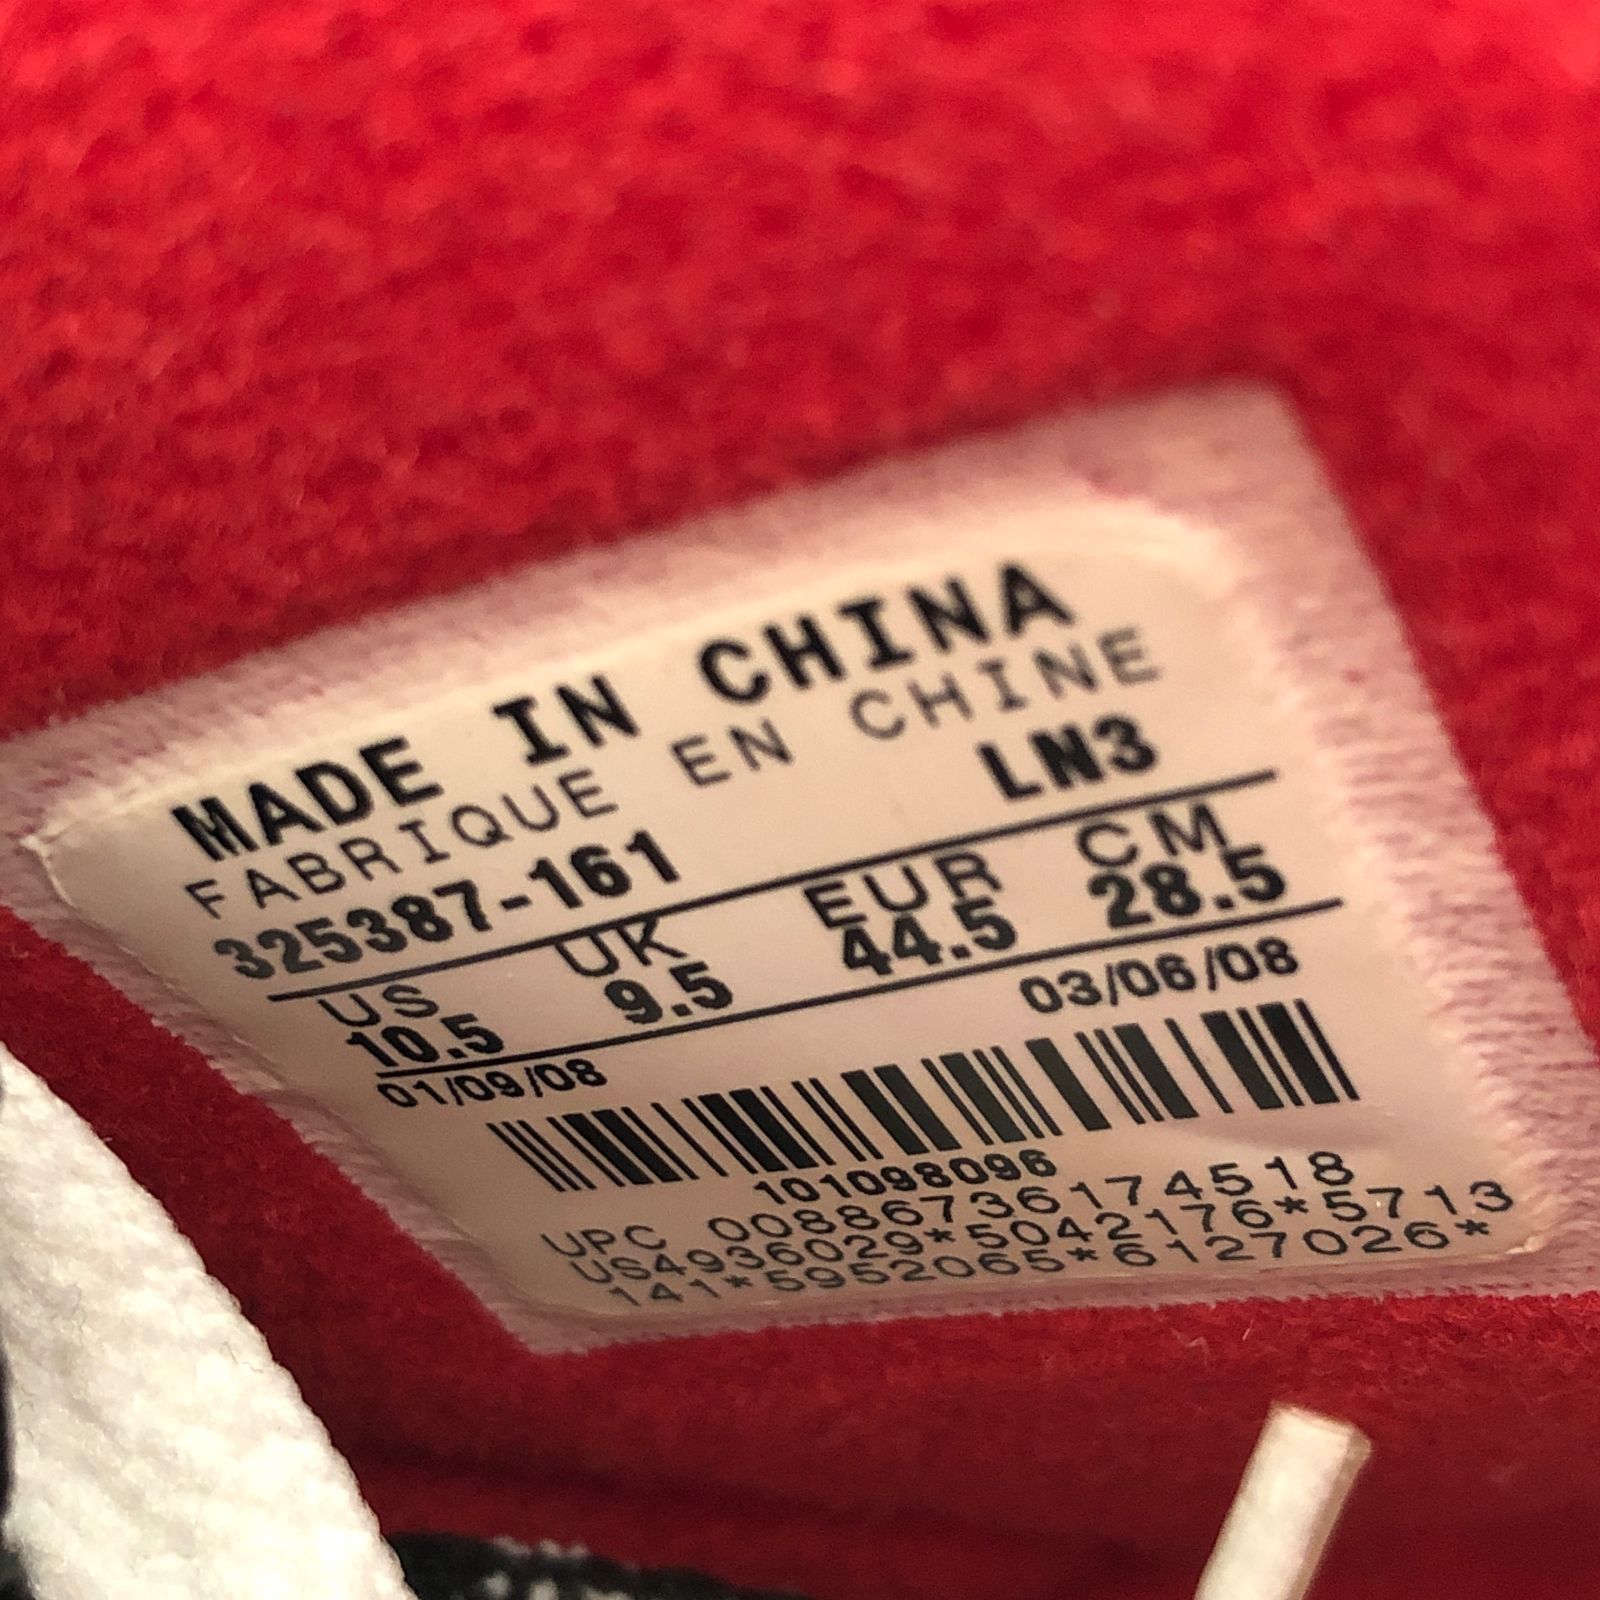 MADE IN CHINA
FABRIQUE EN CHINE
325387-161 LN3
US UK EUR CM
10.5 9.5 44.5 28.5
01/09/08 03/06/08
101098096
UPC 00886736174518
US4936029*5042176*5713
141*5952065*6127026*